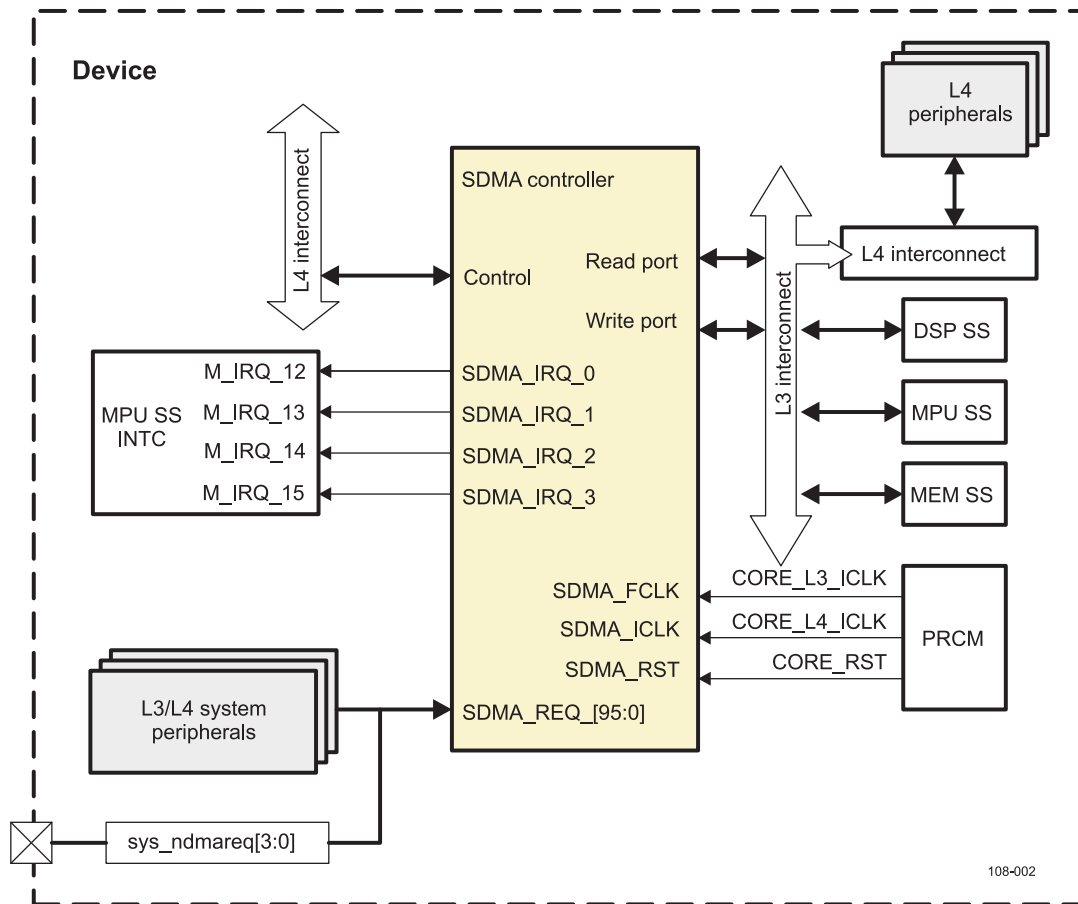 Device
L4
peripherals
L4 interconnect
SDMA controller
L4 interconnect
Read port
Control
Write port
L3 interconnect
DSP SS
M_IRQ_12
SDMA_IRQ_0
MPU SS
INTC
M_IRQ_13
SDMA_IRQ_1
MPU SS
M_IRQ_14
SDMA_IRQ_2
M_IRQ_15
SDMA_IRQ_3
MEM SS
CORE_L3_ICLK
SDMA_FCLK
CORE_L4_ICLK
SDMA_ICLK
PRCM
CORE_RST
SDMA_RST
L3/L4 system
peripherals
SDMA_REQ_[95:0]
sys_ndmareq[3:0]
108-002